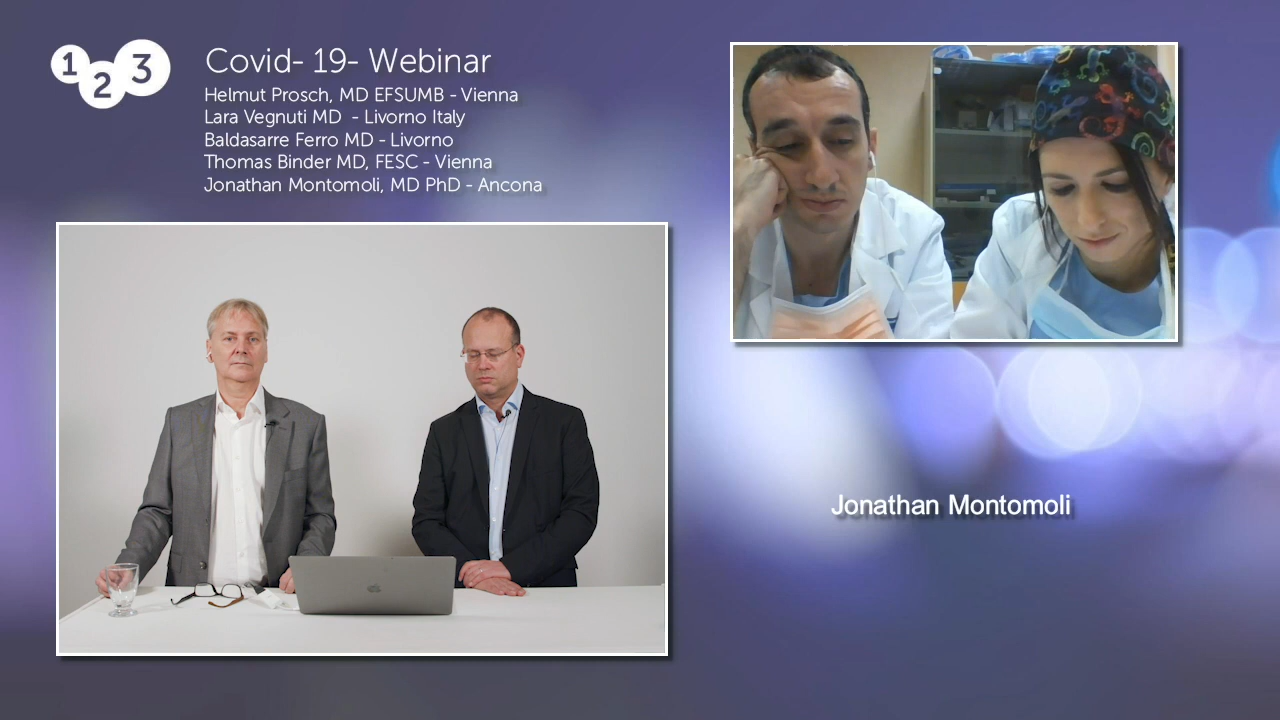 1 2 3
Covid- 19- Webinar
Helmut Prosch, MD EFSUMB - Vienna
Lara Vegnuti MD - Livorno Italy
Baldasarre Ferro MD - Livorno
Thomas Binder MD, FESC - Vienna
Jonathan Montomoli, MD PhD - Ancona
Jonathan Montomoli